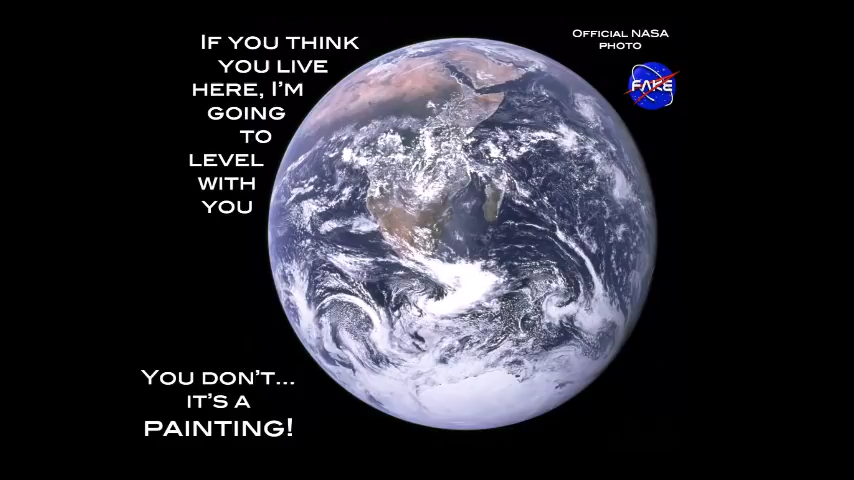 If you think
you live
here, I'm
going
to
level
with
you
Official NASA
photo
FAKE
You don't...
it's a
painting!